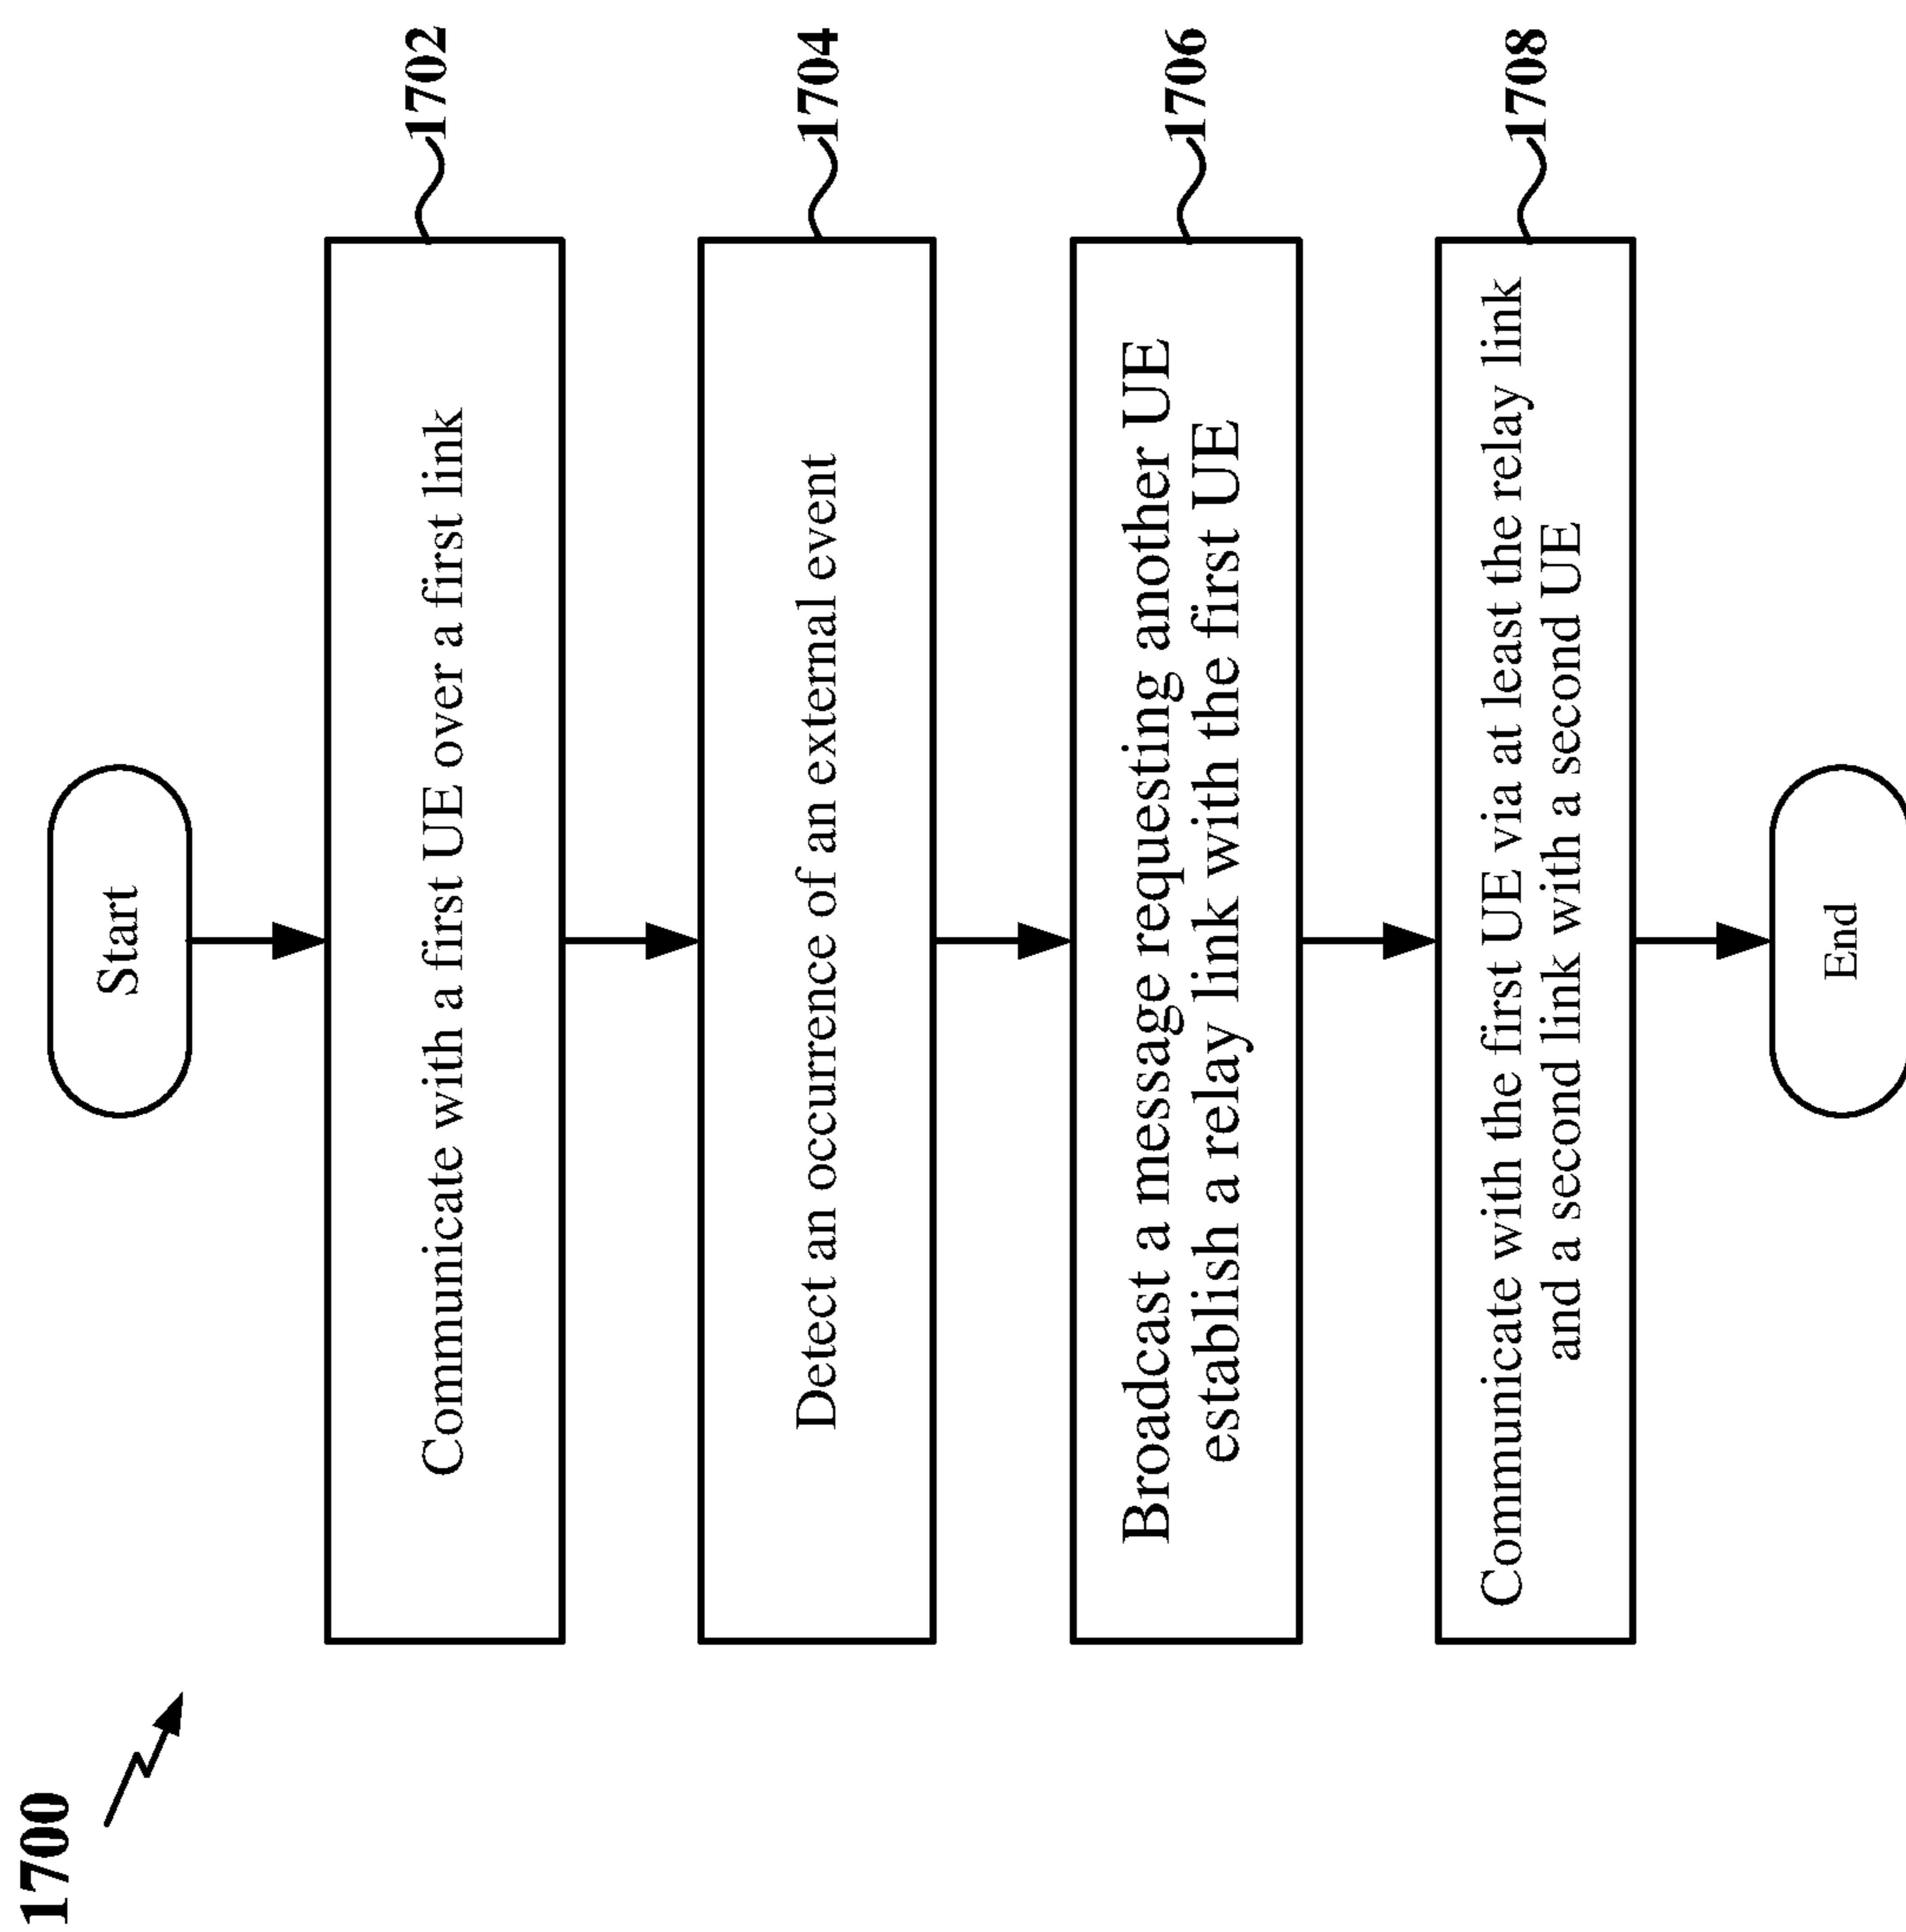 1700
Start
Communicate with a first UE over a first link
1702
Detect an occurrence of an external event
1704
Broadcast a message requesting another UE
establish a relay link with the first UE
1706
Communicate with the first UE via at least the relay link
and a second link with a second UE
1708
End